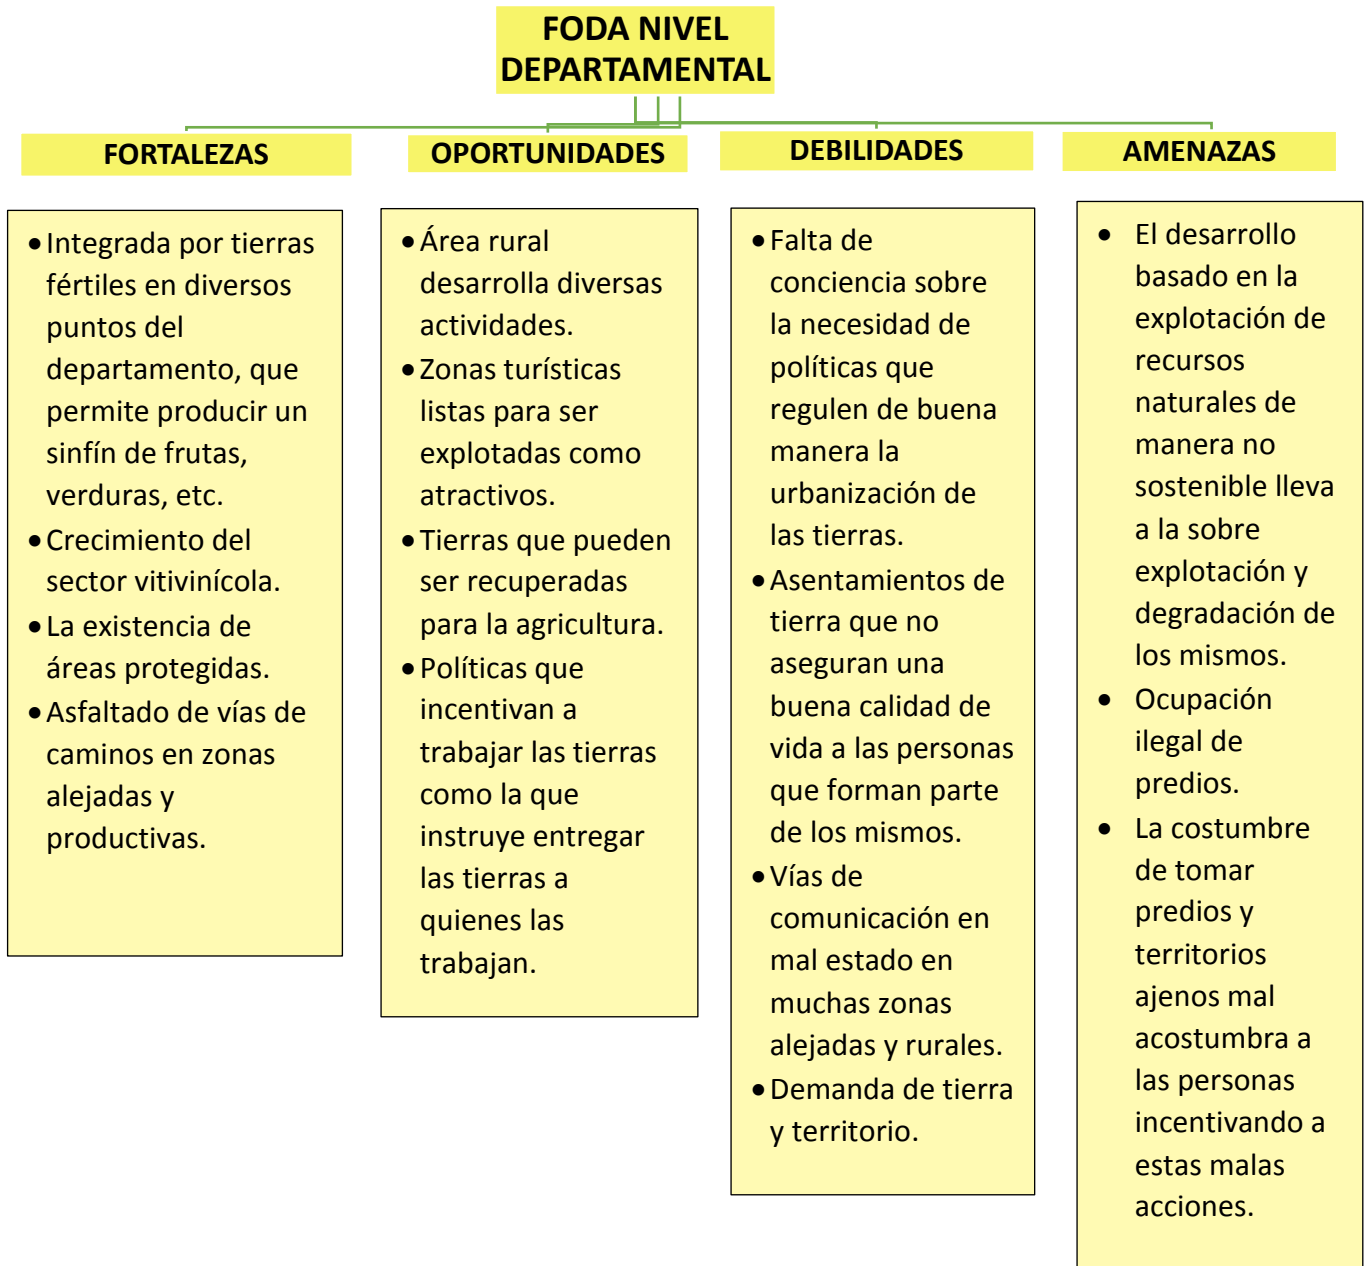 FODA NIVEL
DEPARTAMENTAL
FORTALEZAS
• Integrada por tierras
fértiles en diversos
puntos del
departamento, que
permite producir un
sinfín de frutas,
verduras, etc.
• Crecimiento del
sector vitivinícola.
• La existencia de
áreas protegidas.
• Asfaltado de vías de
caminos en zonas
alejadas y
productivas.
OPORTUNIDADES
• Área rural
desarrolla diversas
actividades.
• Zonas turísticas
listas para ser
explotadas como
atractivos.
• Tierras que pueden
ser recuperadas
para la agricultura.
• Políticas que
incentivan a
trabajar las tierras
como la que
instruye entregar
las tierras a
quienes las
trabajan.
DEBILIDADES
• Falta de
conciencia sobre
la necesidad de
políticas que
regulen de buena
manera la
urbanización de
las tierras.
• Asentamientos de
tierra que no
aseguran una
buena calidad de
vida a las personas
que forman parte
de los mismos.
• Vías de
comunicación en
mal estado en
muchas zonas
alejadas y rurales.
• Demanda de tierra
y territorio.
AMENAZAS
• El desarrollo
basado en la
explotación de
recursos
naturales de
manera no
sostenible lleva
a la sobre
explotación y
degradación de
los mismos.
• Ocupación
ilegal de
predios.
• La costumbre
de tomar
predios y
territorios
ajenos mal
acostumbra a
las personas
incentivando a
estas malas
acciones.